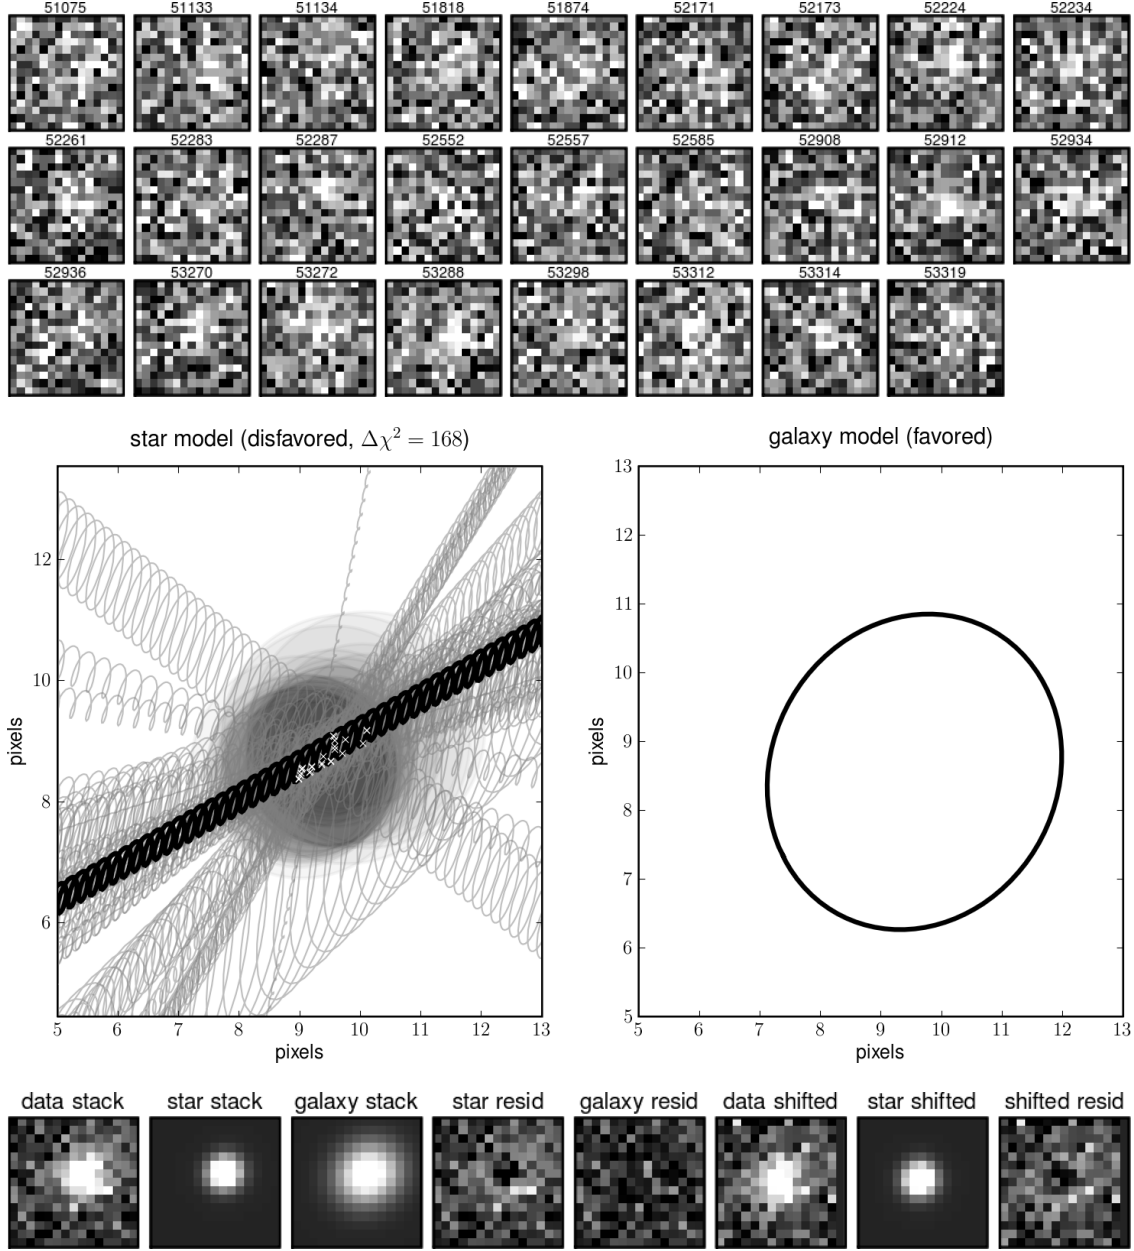 51075 51133 51134 51818 51874 52171 52173 52224 52234
52261 52283 52287 52552 52557 52585 52908 52912 52934
52936 53270 53272 53288 53298 53312 53314 53319
star model (disfavored, Δχ² = 168)
galaxy model (favored)
12
10
8
6
pixels
5 6 7 8 9 10 11 12 13
pixels
13
12
11
10
9
8
7
6
5
pixels
5 6 7 8 9 10 11 12 13
pixels
data stack star stack galaxy stack star resid galaxy resid data shifted star shifted shifted resid